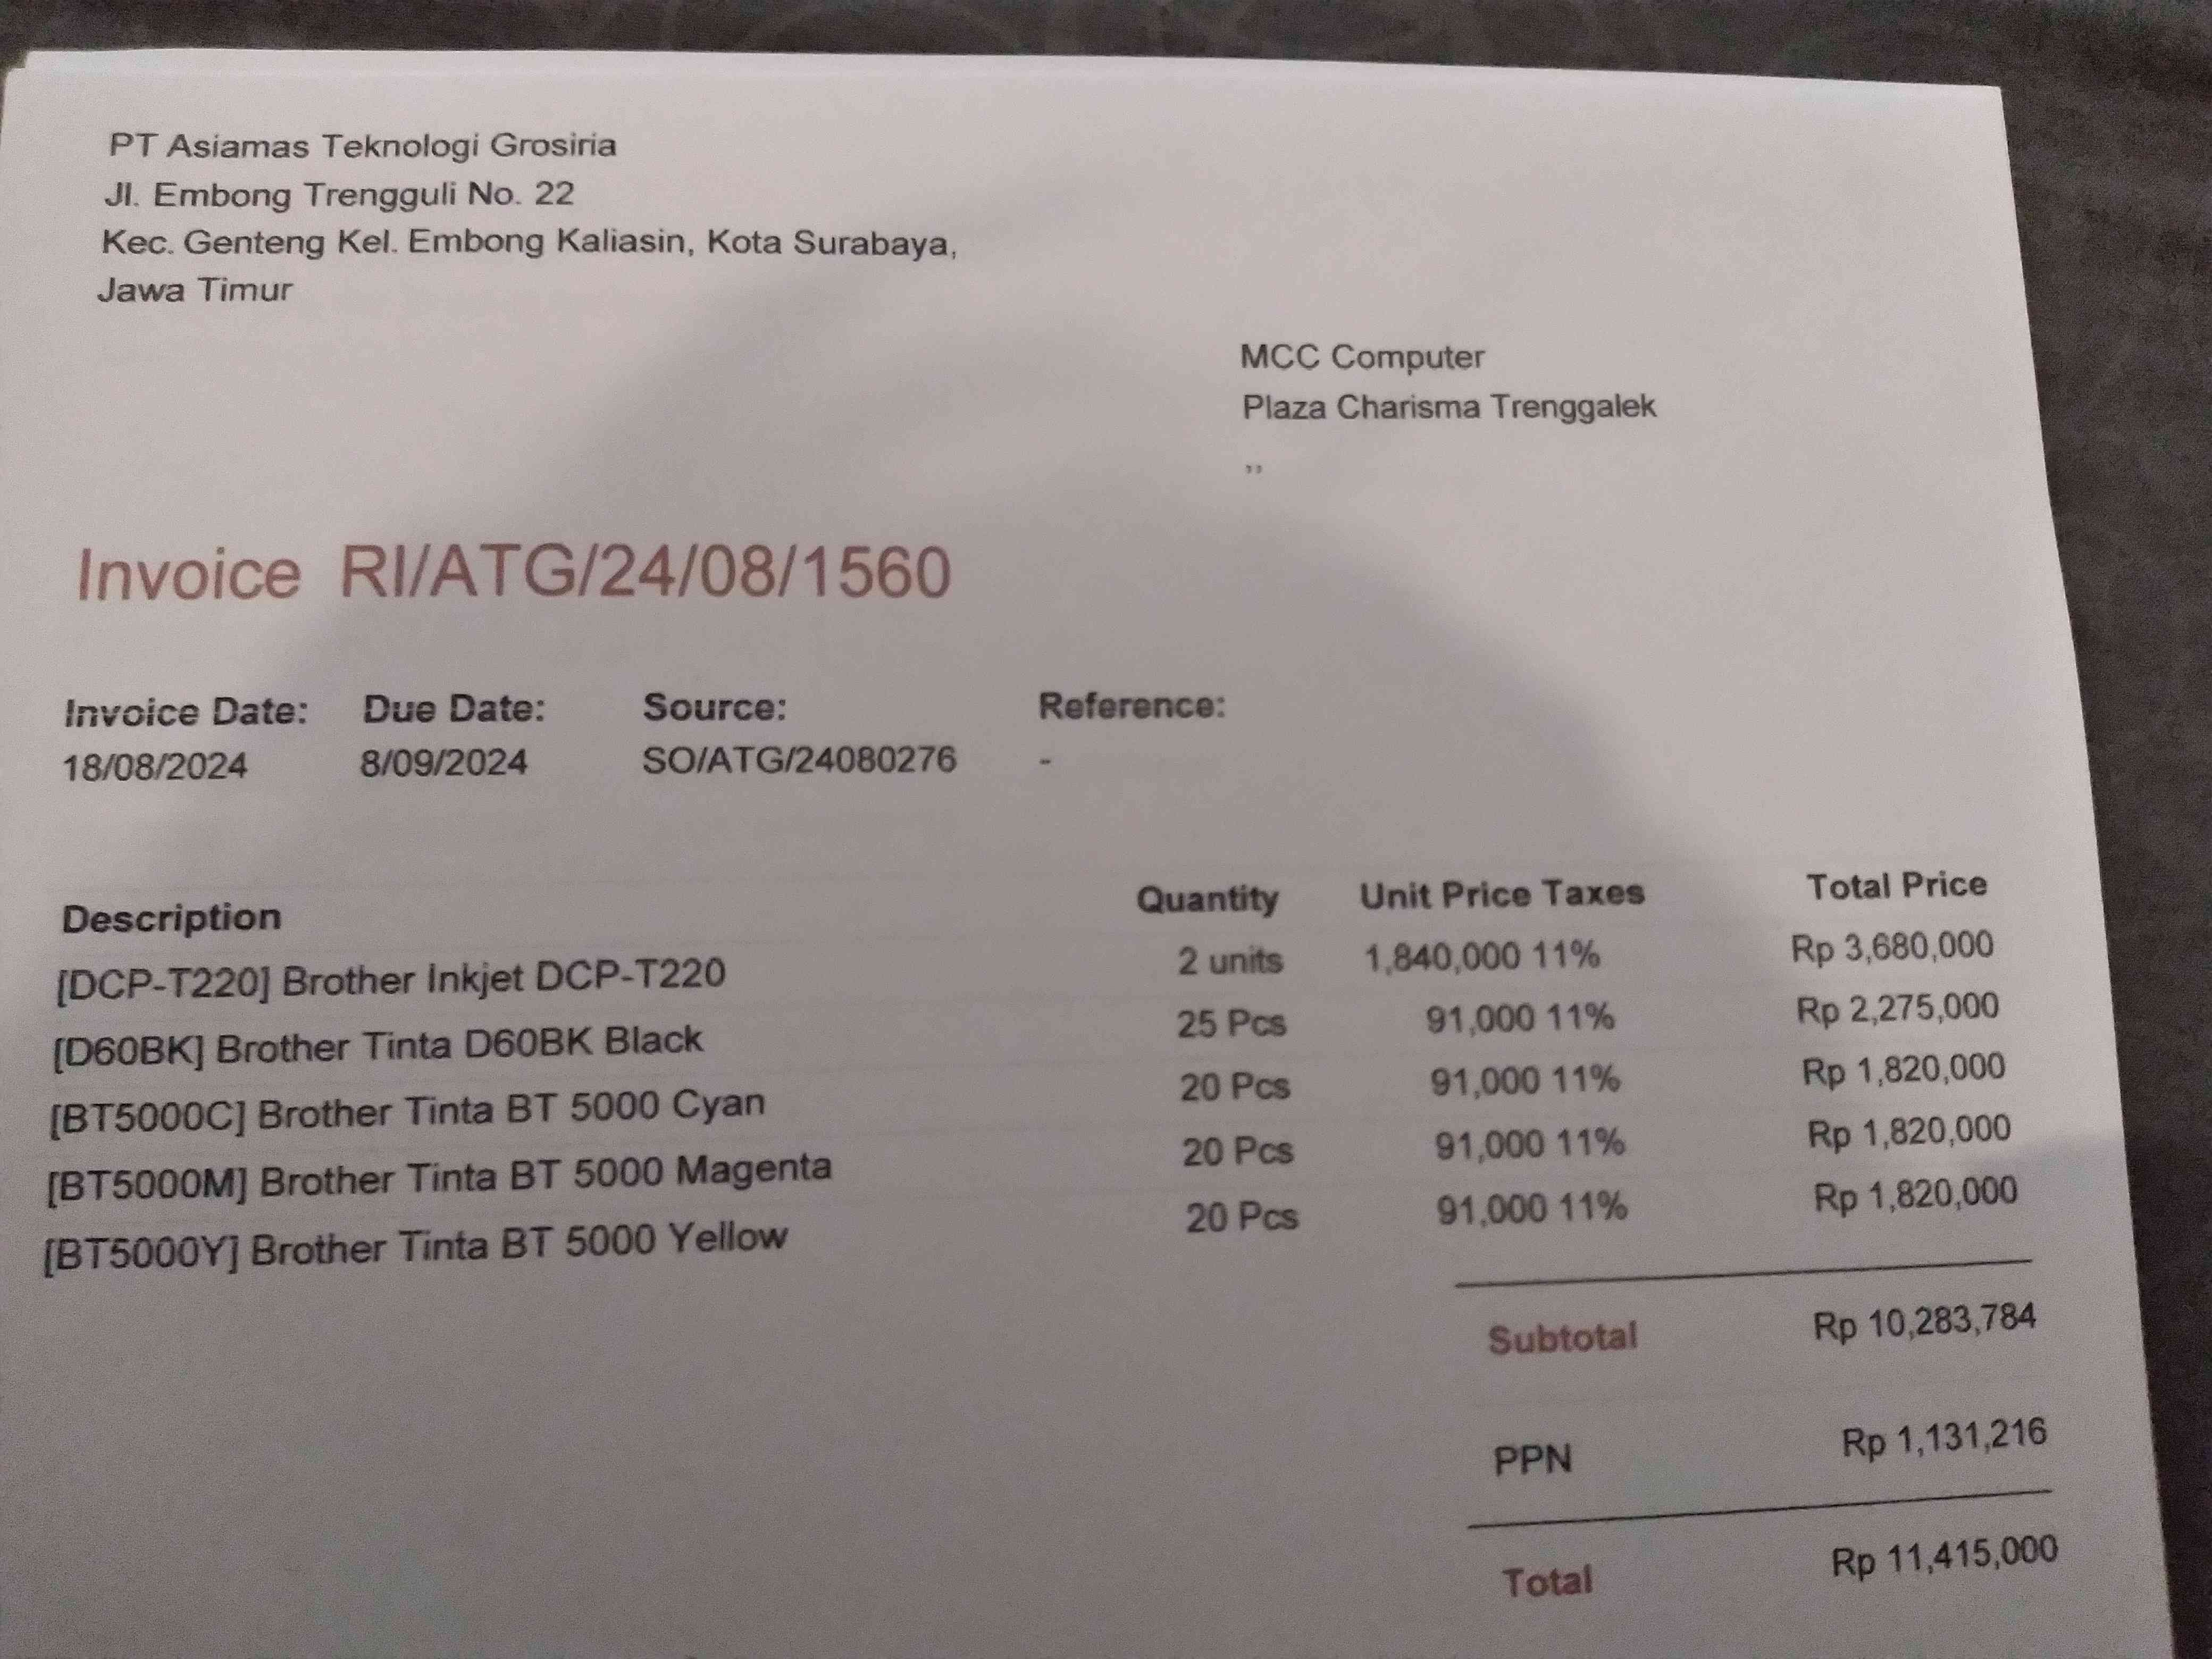 PT Asiamas Teknologi Grosiria
Jl. Embong Trengguli No. 22
Kec. Genteng Kel. Embong Kaliasin, Kota Surabaya,
Jawa Timur
MCC Computer
Plaza Charisma Trenggalek
,,
Invoice RI/ATG/24/08/1560
Invoice Date: Due Date: Source: Reference:
18/08/2024 8/09/2024 SO/ATG/24080276 -
Description Quantity Unit Price Taxes Total Price
[DCP-T220] Brother Inkjet DCP-T220 2 units 1,840,000 11% Rp 3,680,000
[D60BK] Brother Tinta D60BK Black 25 Pcs 91,000 11% Rp 2,275,000
[BT5000C] Brother Tinta BT 5000 Cyan 20 Pcs 91,000 11% Rp 1,820,000
[BT5000M] Brother Tinta BT 5000 Magenta 20 Pcs 91,000 11% Rp 1,820,000
[BT5000Y] Brother Tinta BT 5000 Yellow 20 Pcs 91,000 11% Rp 1,820,000
Subtotal Rp 10,283,784
PPN Rp 1,131,216
Total Rp 11,415,000